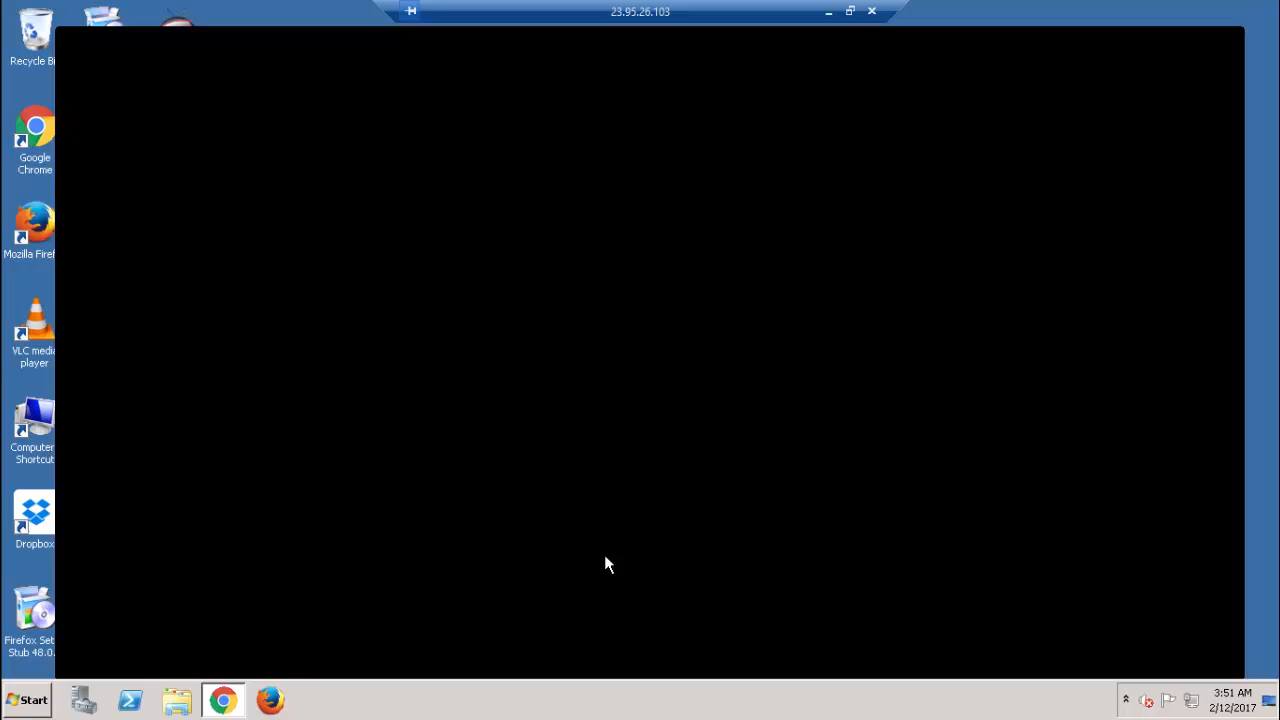 23.95.26.103
Recycle Bi
Google
Chrome
Mozilla Firef
VLC medi
player
Computer
Shortcut
Dropbox
Firefox Set
Stub 48.0.
Start
3:51 AM
2/12/2017